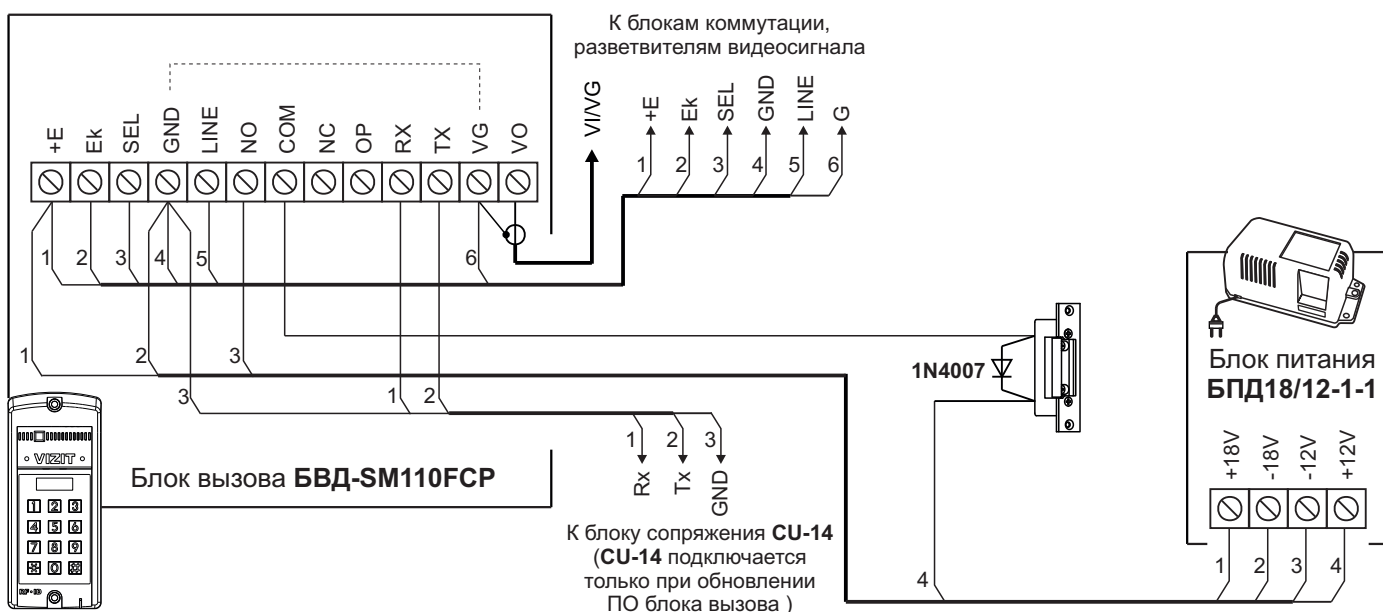 К блокам коммутации,
разветвителям видеосигнала
+E
Ek
SEL
GND
LINE
NO
COM
NC
OP
RX
TX
VG
VO
VI/VG
+E
Ek
SEL
GND
LINE
G
1
2
3
4
5
6
1
2
3
4
5
6
1
2
3
3
1
2
1N4007
Блок питания
БПД18/12-1-1
+18V
-18V
-12V
+12V
1
2
3
4
4
VIZIT
1 2 3
4 5 6
7 8 9
* 0 #
RF-ID
Блок вызова БВД-SM110FCP
1
2
3
Rx
Tx
GND
К блоку сопряжения CU-14
(CU-14 подключается
только при обновлении
ПО блока вызова )